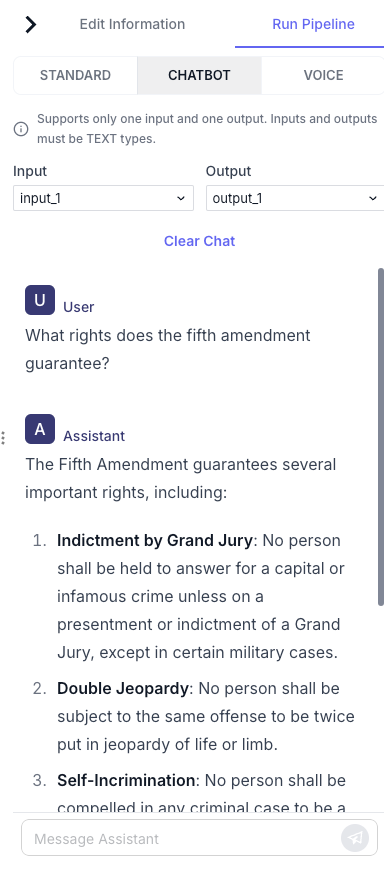 Edit Information
Run Pipeline
STANDARD
CHATBOT
VOICE
Supports only one input and one output. Inputs and outputs
must be TEXT types.
Input
Output
input_1
output_1
Clear Chat
U
User
What rights does the fifth amendment
guarantee?
A
Assistant
The Fifth Amendment guarantees several
important rights, including:
1. Indictment by Grand Jury: No person
shall be held to answer for a capital or
infamous crime unless on a
presentment or indictment of a Grand
Jury, except in certain military cases.
2. Double Jeopardy: No person shall be
subject to the same offense to be twice
put in jeopardy of life or limb.
3. Self-Incrimination: No person shall be
compelled in any criminal case to be a
Message Assistant